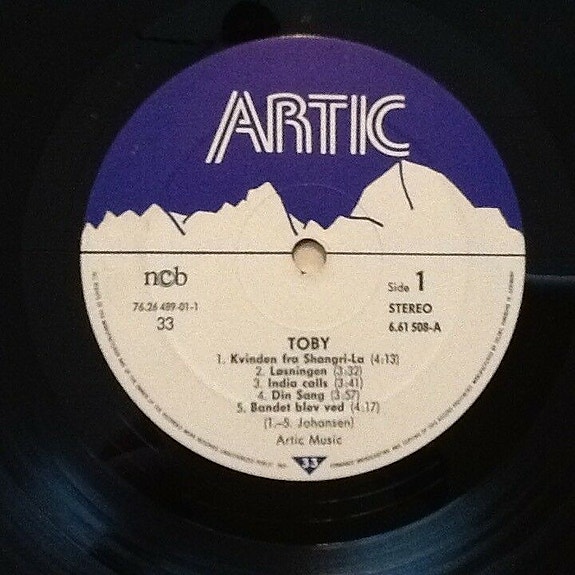 ARTIC
ncb
76.26 489-01-1
33
Side 1
STEREO
6.61 508-A
TOBY
1. Kvinden fra Shangri-La (4:13)
2. Løsningen (3:32)
3. India calls (3:41)
4. Din Sang (3:57)
5. Bandet blev ved (4:17)
(1.–5. Johansen)
Artic Music
33